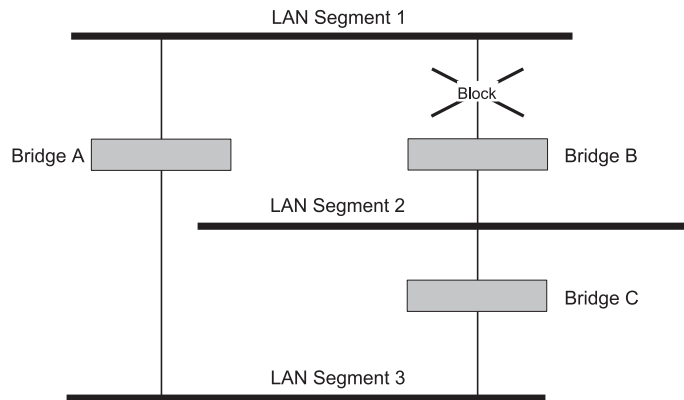 LAN Segment 1
Block
Bridge A
Bridge B
LAN Segment 2
Bridge C
LAN Segment 3